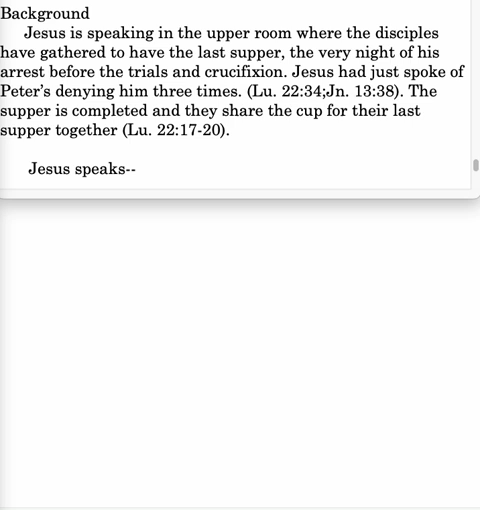 Background
Jesus is speaking in the upper room where the disciples
have gathered to have the last supper, the very night of his
arrest before the trials and crucifixion. Jesus had just spoke of
Peter’s denying him three times. (Lu. 22:34;Jn. 13:38). The
supper is completed and they share the cup for their last
supper together (Lu. 22:17-20).
Jesus speaks--